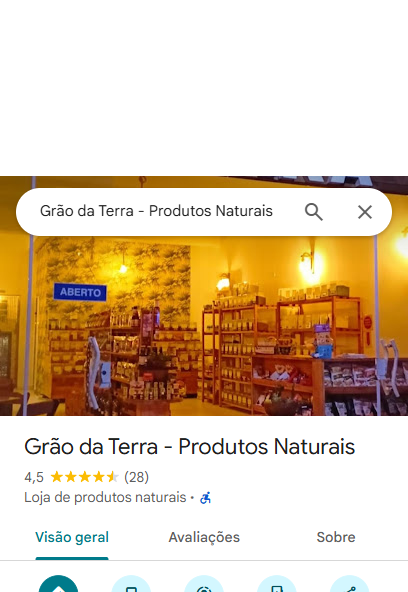 Grão da Terra - Produtos Naturais
ABERTO
Grão da Terra - Produtos Naturais
4,5 (28)
Loja de produtos naturais ·
Visão geral
Avaliações
Sobre